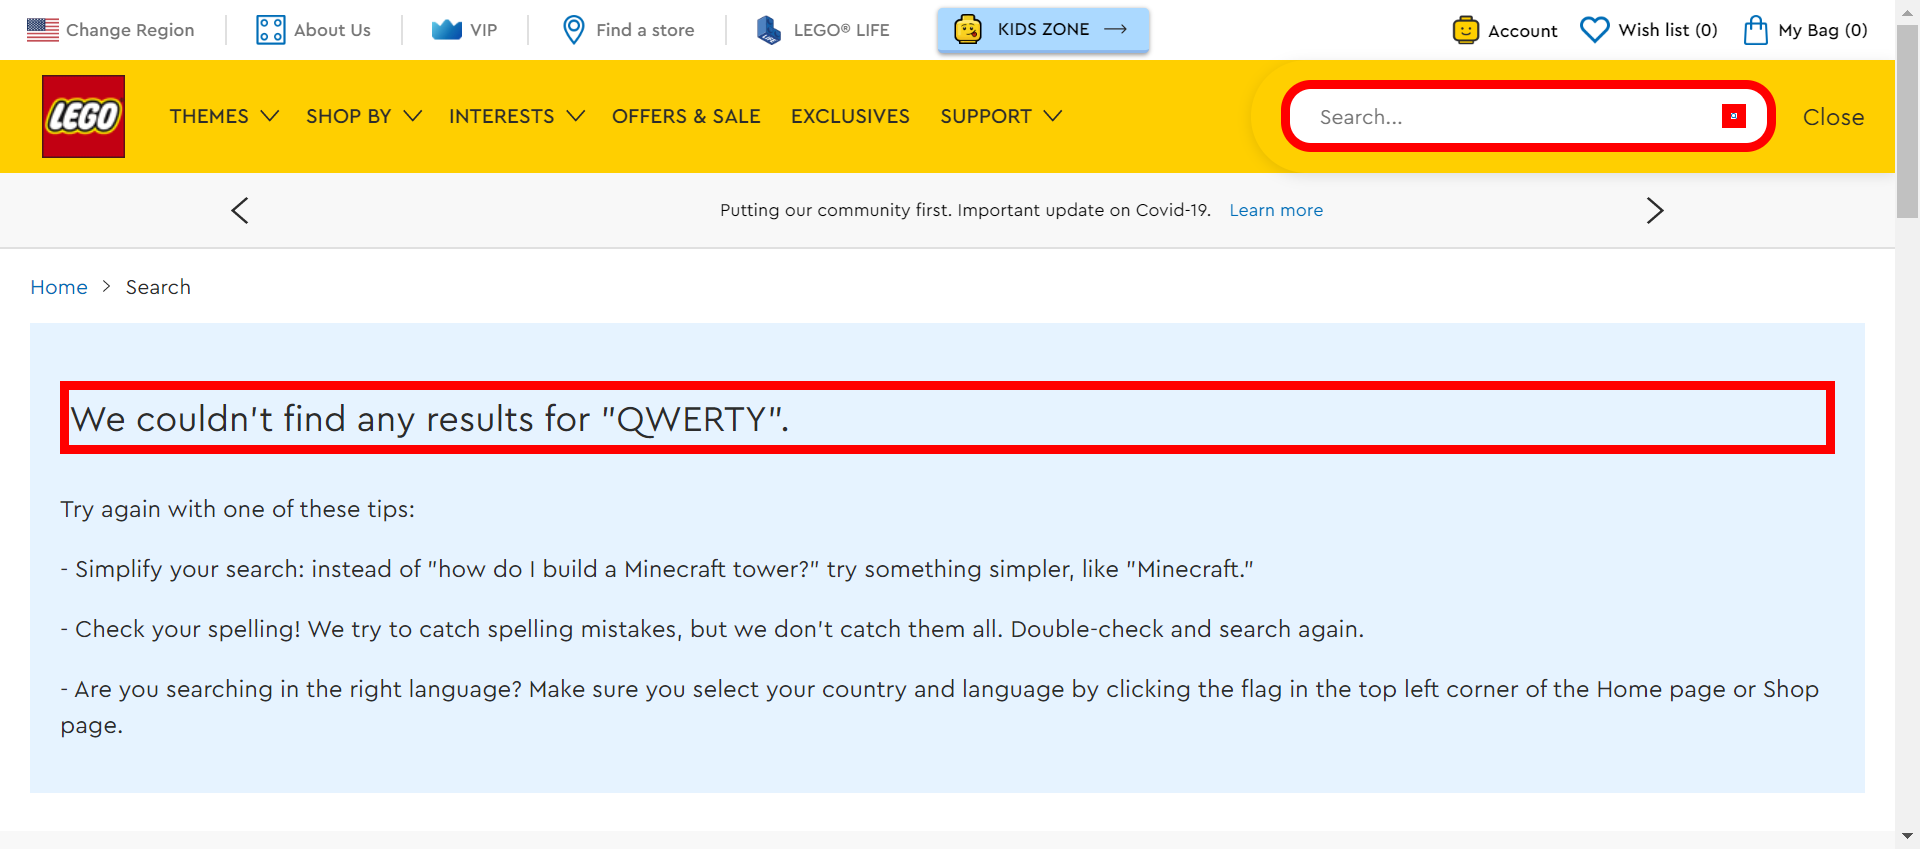 Change Region
About Us
VIP
Find a store
LEGO® LIFE
KIDS ZONE
Account
Wish list (0)
My Bag (0)
LEGO
THEMES
SHOP BY
INTERESTS
OFFERS & SALE
EXCLUSIVES
SUPPORT
Search...
Close
Putting our community first. Important update on Covid-19. Learn more
Home > Search
We couldn't find any results for "QWERTY".
Try again with one of these tips:
- Simplify your search: instead of "how do I build a Minecraft tower?" try something simpler, like "Minecraft."
- Check your spelling! We try to catch spelling mistakes, but we don't catch them all. Double-check and search again.
- Are you searching in the right language? Make sure you select your country and language by clicking the flag in the top left corner of the Home page or Shop
page.